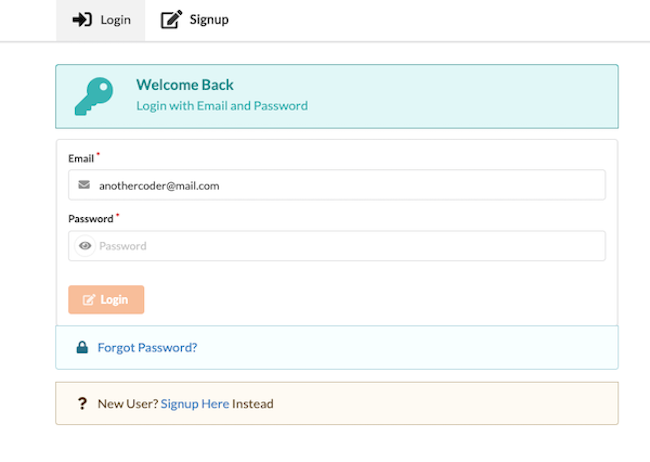 Login Signup
Welcome Back
Login with Email and Password
Email *
anothercoder@mail.com
Password *
Password
Login
Forgot Password?
? New User? Signup Here Instead